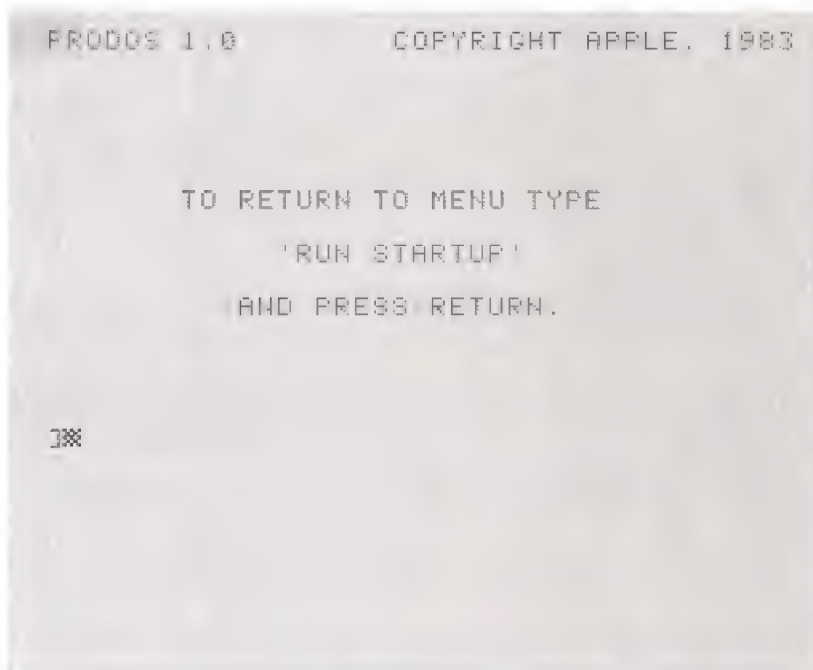 PRODOS 1.0 COPYRIGHT APPLE, 1983
TO RETURN TO MENU TYPE
'RUN STARTUP'
AND PRESS RETURN.
]